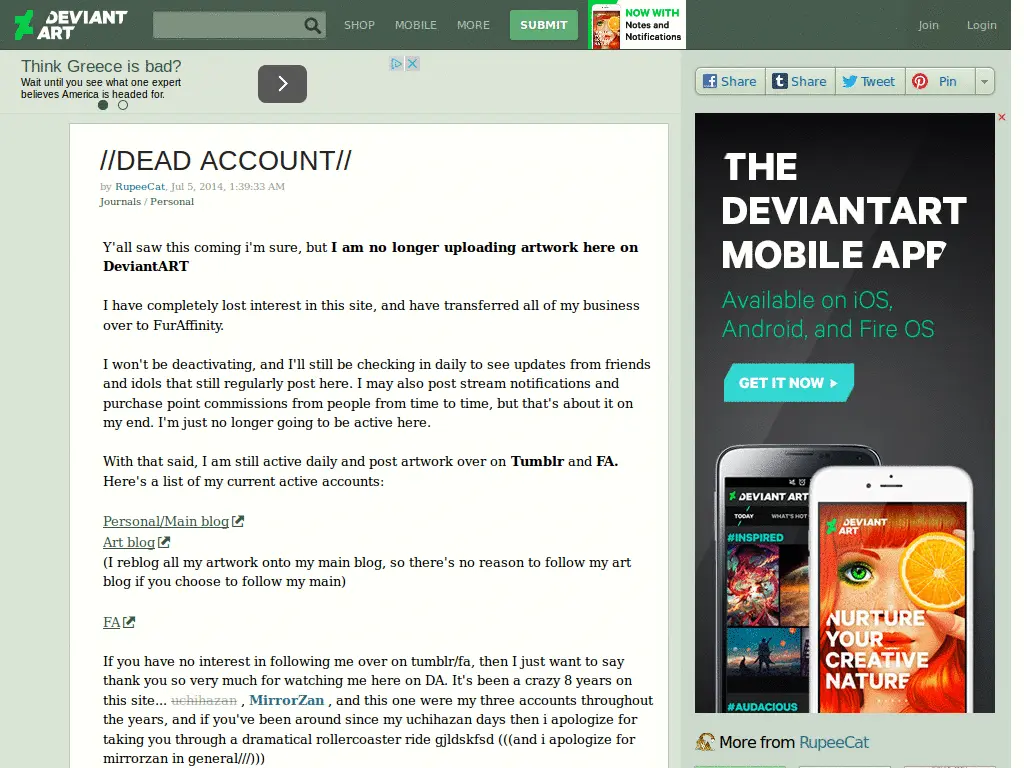 DEVIANT ART
SHOP MOBILE MORE SUBMIT
NOW WITH
Notes and
Notifications
Join Login
Think Greece is bad?
Wait until you see what one expert
believes America is headed for.
Share Share Tweet Pin
//DEAD ACCOUNT//
by RupeeCat, Jul 5, 2014, 1:39:33 AM
Journals / Personal
Y'all saw this coming i'm sure, but I am no longer uploading artwork here on
DeviantART
I have completely lost interest in this site, and have transferred all of my business
over to FurAffinity.
I won't be deactivating, and I'll still be checking in daily to see updates from friends
and idols that still regularly post here. I may also post stream notifications and
purchase point commissions from people from time to time, but that's about it on
my end. I'm just no longer going to be active here.
With that said, I am still active daily and post artwork over on Tumblr and FA.
Here's a list of my current active accounts:
Personal/Main blog
Art blog
(I reblog all my artwork onto my main blog, so there's no reason to follow my art
blog if you choose to follow my main)
FA
If you have no interest in following me over on tumblr/fa, then I just want to say
thank you so very much for watching me here on DA. It's been a crazy 8 years on
this site... uchihazan , MirrorZan , and this one were my three accounts throughout
the years, and if you've been around since my uchihazan days then i apologize for
taking you through a dramatical rollercoaster ride gjldskfsd (((and i apologize for
mirrorzan in general///)))
THE
DEVIANTART
MOBILE APP
Available on iOS,
Android, and Fire OS
GET IT NOW
DEVIANT ART
TODAY WHAT'S HOT
#INSPIRED
#AUDACIOUS
DEVIANT
ART
NURTURE
YOUR
CREATIVE
NATURE
More from RupeeCat